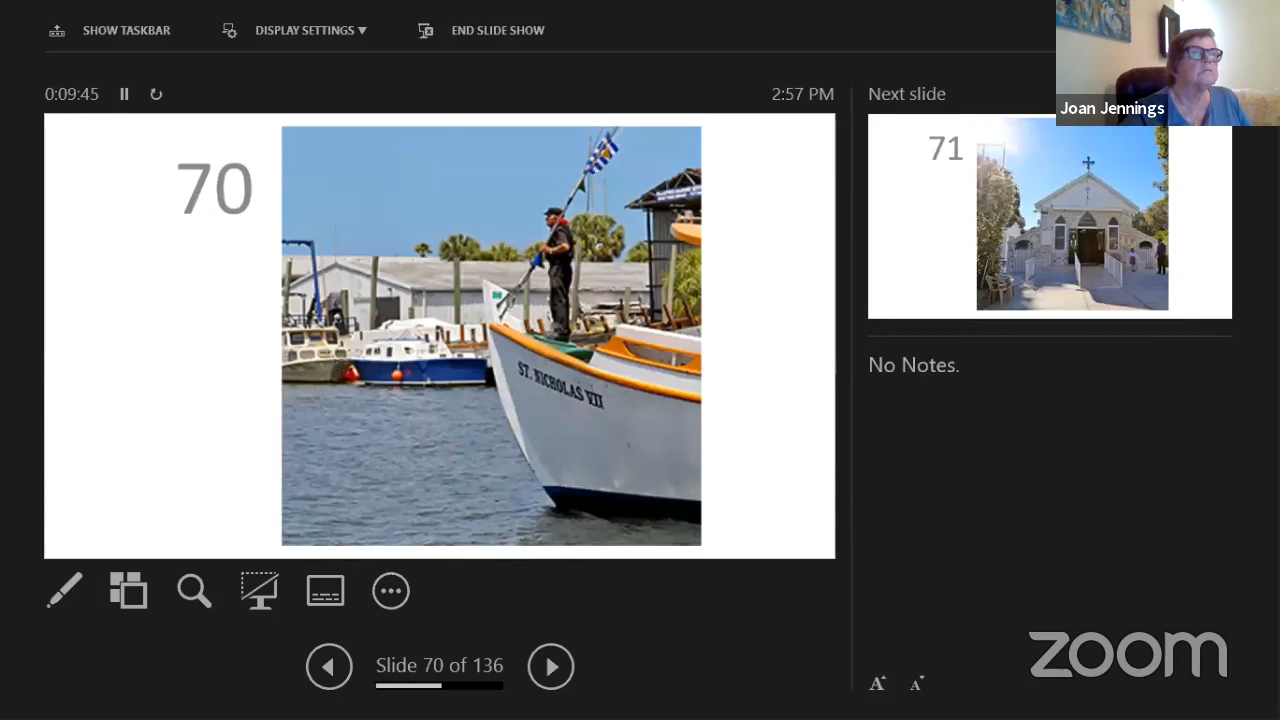 SHOW TASKBAR
DISPLAY SETTINGS
END SLIDE SHOW
Joan Jennings
0:09:45
2:57 PM
Next slide
70
ST. NICHOLAS VII
71
No Notes.
Slide 70 of 136
A A
zoom